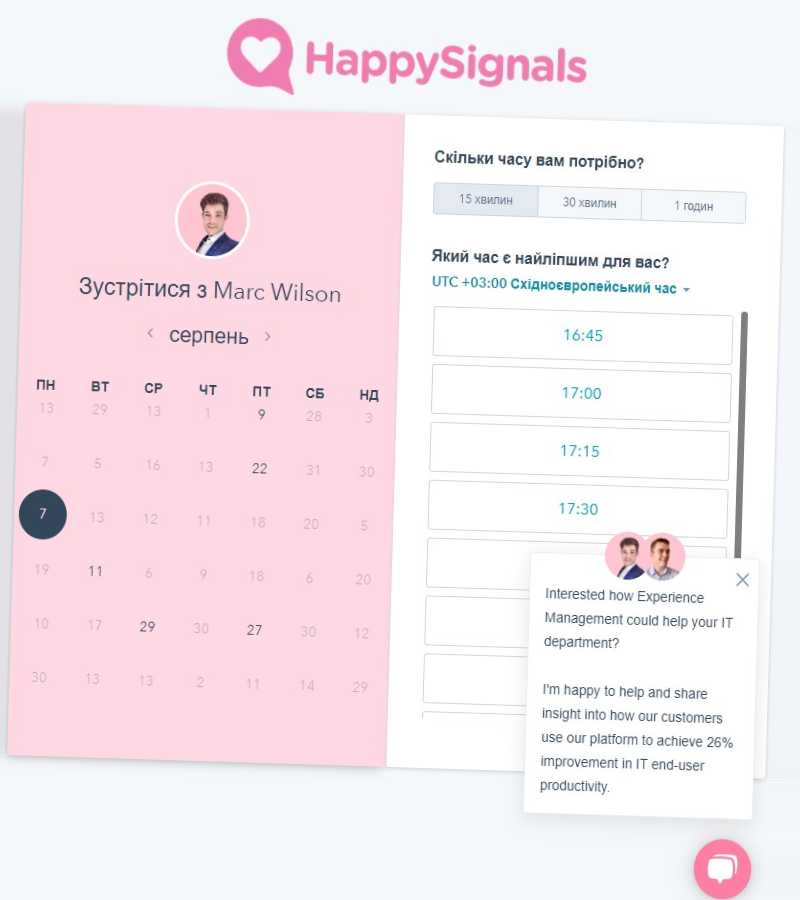 HappySignals
Зустрітися з Marc Wilson
серпень
ПН ВТ СР ЧТ ПТ СБ НД
13 29 13 1 9 28 3
7 5 16 13 22 31 30
7 13 12 11 18 20 5
19 11 6 9 18 6 20
10 17 29 30 27 30 12
30 13 13 2 11 14 29
Скільки часу вам потрібно?
15 хвилин 30 хвилин 1 годин
Який час є найліпшим для вас?
UTC +03:00 Східноєвропейський час
16:45
17:00
17:15
17:30
Interested how Experience
Management could help your IT
department?
I'm happy to help and share
insight into how our customers
use our platform to achieve 26%
improvement in IT end-user
productivity.